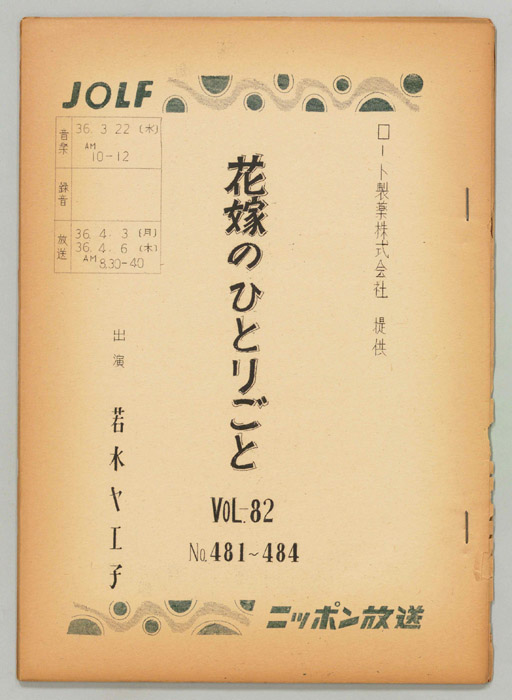 JOLF
音楽 36. 3. 22 (水)
AM 10-12
録音
放送 36. 4. 3 (月)
36. 4. 6 (木)
AM 8.30-40
ロート製薬株式会社 提供
花嫁のひとりごと
VOL.82
No.481~484
出演 若水ヤエ子
ニッポン放送